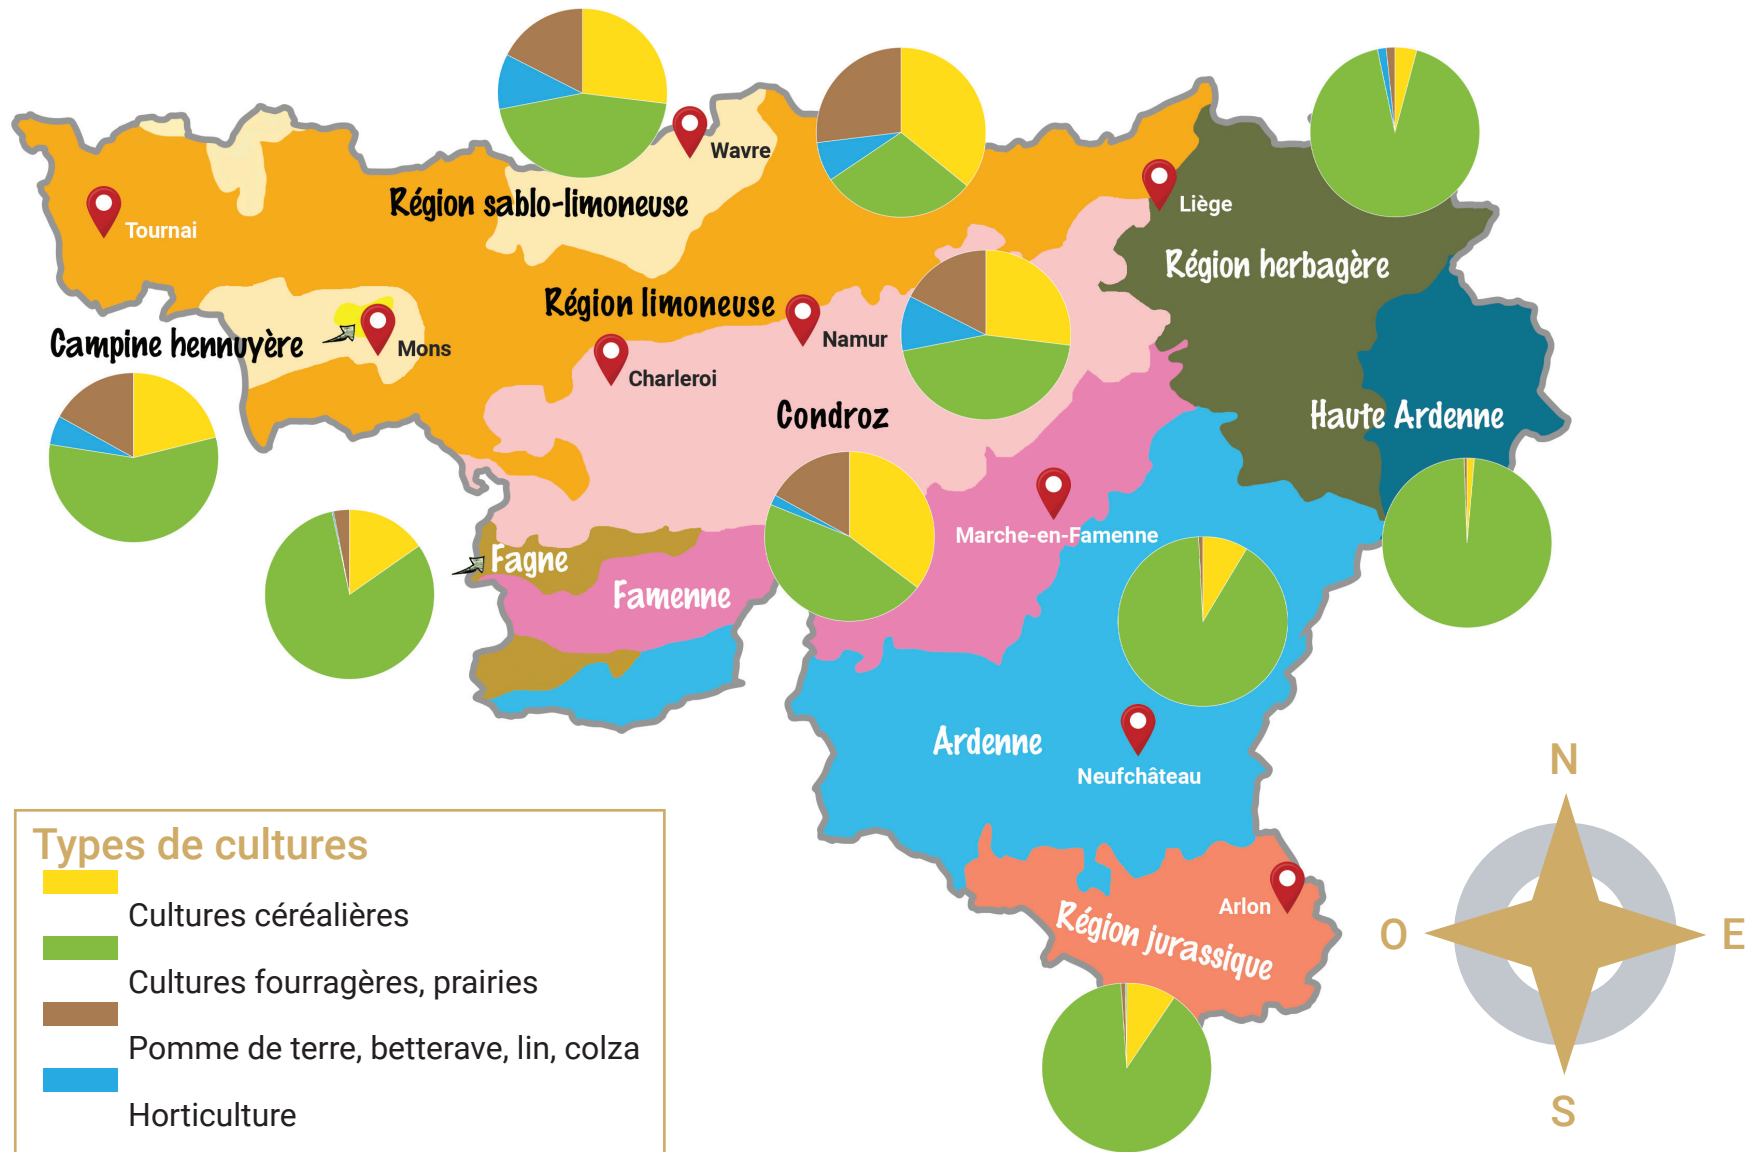 Wavre
Région sablo-limoneuse
Tournai
Liège
Région herbagère
Région limoneuse
Campine hennuyère
Mons
Namur
Charleroi
Condroz
Haute Ardenne
Marche-en-Famenne
Fagne
Famenne
Ardenne
Neufchâteau
Arlon
Région jurassique
N
O
E
S
Types de cultures
Cultures céréalières
Cultures fourragères, prairies
Pomme de terre, betterave, lin, colza
Horticulture